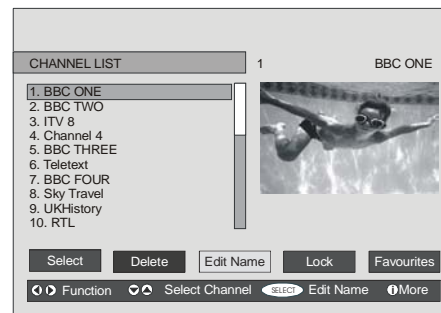 CHANNEL LIST
1 BBC ONE
1. BBC ONE
2. BBC TWO
3. ITV 8
4. Channel 4
5. BBC THREE
6. Teletext
7. BBC FOUR
8. Sky Travel
9. UKHistory
10. RTL
Select Delete Edit Name Lock Favourites
Function Select Channel SELECT Edit Name i More